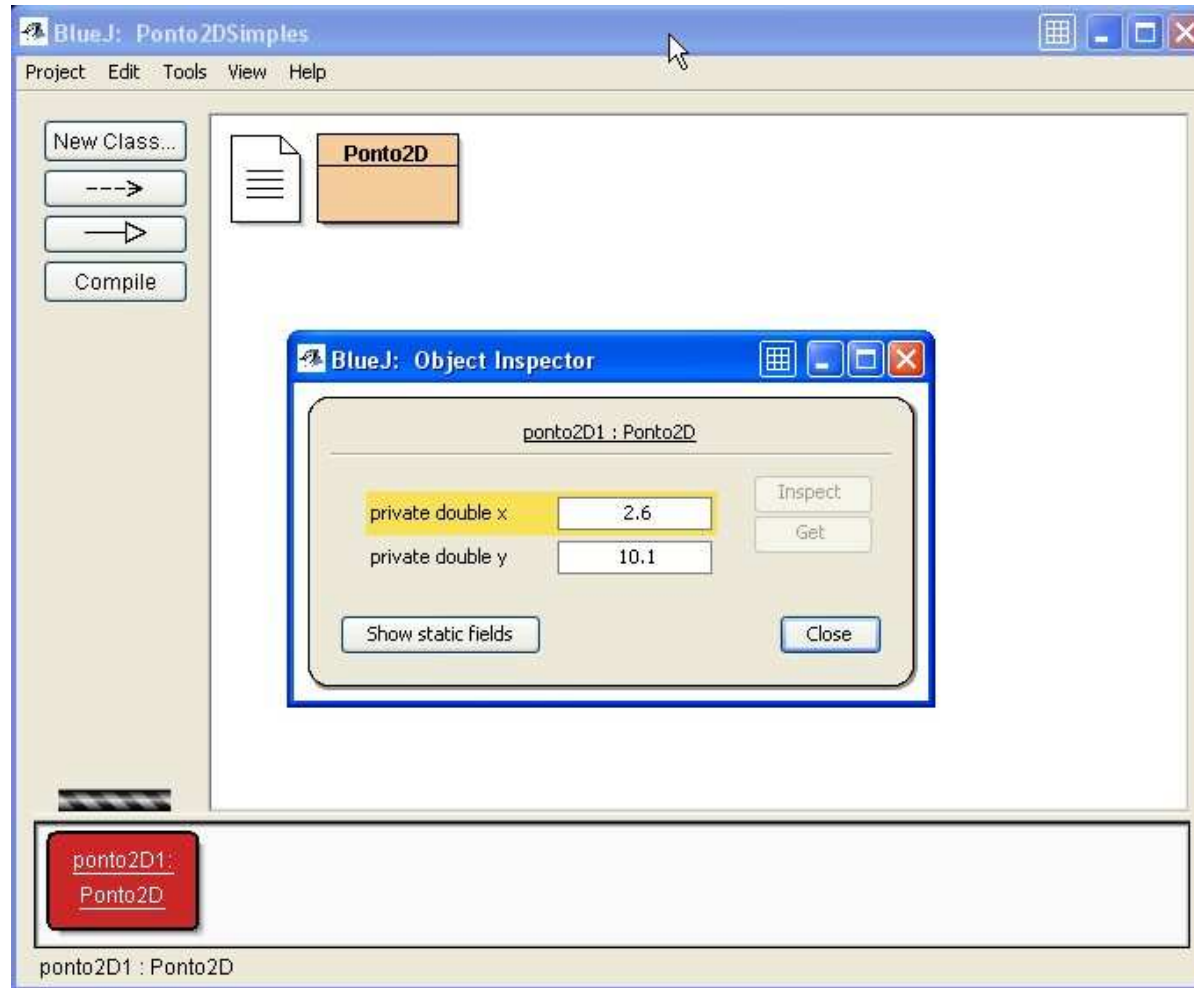 BlueJ: Ponto2DSimples
Project Edit Tools View Help
New Class...
Ponto2D
Compile
BlueJ: Object Inspector
ponto2D1 : Ponto2D
private double x 2.6
private double y 10.1
Inspect
Get
Show static fields
Close
ponto2D1:
Ponto2D
ponto2D1 : Ponto2D